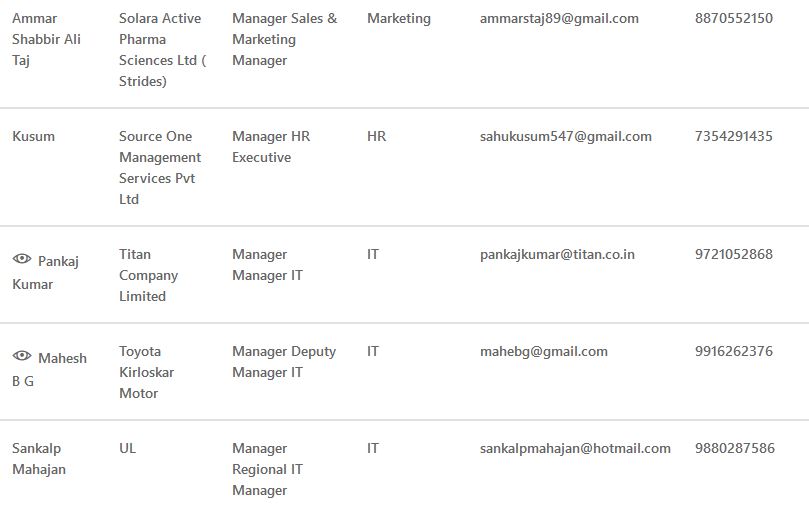 Ammar Shabbir Ali Taj
Solara Active Pharma Sciences Ltd ( Strides)
Manager Sales & Marketing Manager
Marketing
ammarstaj89@gmail.com
8870552150
Kusum
Source One Management Services Pvt Ltd
Manager HR Executive
HR
sahukusum547@gmail.com
7354291435
Pankaj Kumar
Titan Company Limited
Manager Manager IT
IT
pankajkumar@titan.co.in
9721052868
Mahesh B G
Toyota Kirloskar Motor
Manager Deputy Manager IT
IT
mahebg@gmail.com
9916262376
Sankalp Mahajan
UL
Manager Regional IT Manager
IT
sankalpmahajan@hotmail.com
9880287586